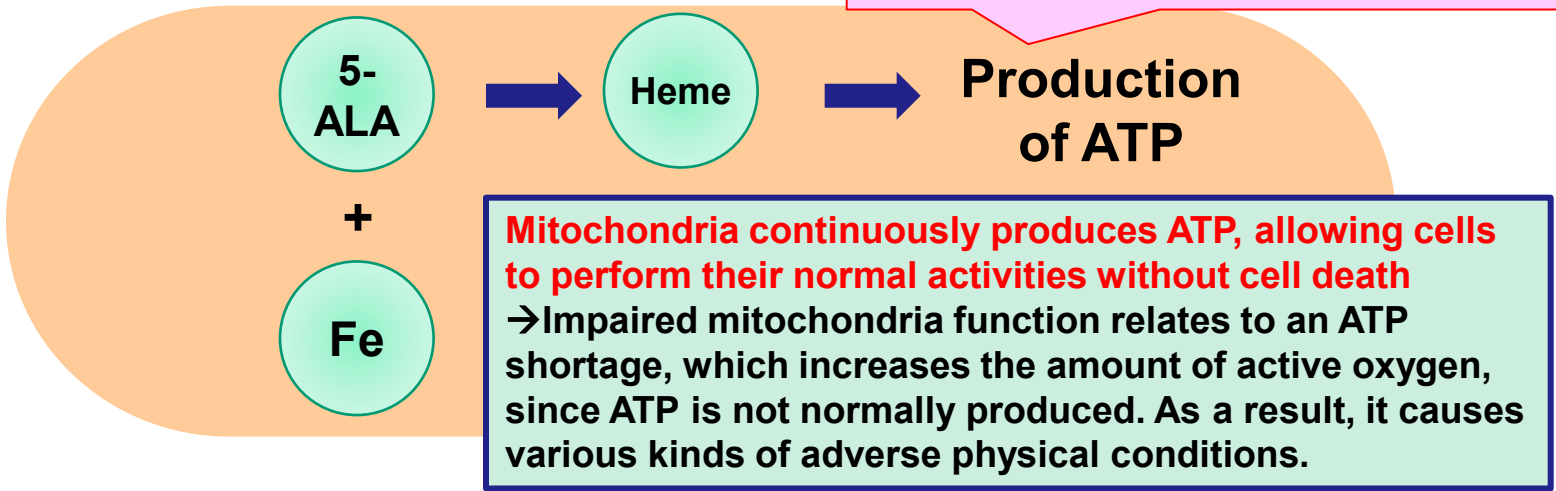 5-
ALA
Heme
Production
of ATP
+
Fe
Mitochondria continuously produces ATP, allowing cells
to perform their normal activities without cell death
→Impaired mitochondria function relates to an ATP
shortage, which increases the amount of active oxygen,
since ATP is not normally produced. As a result, it causes
various kinds of adverse physical conditions.